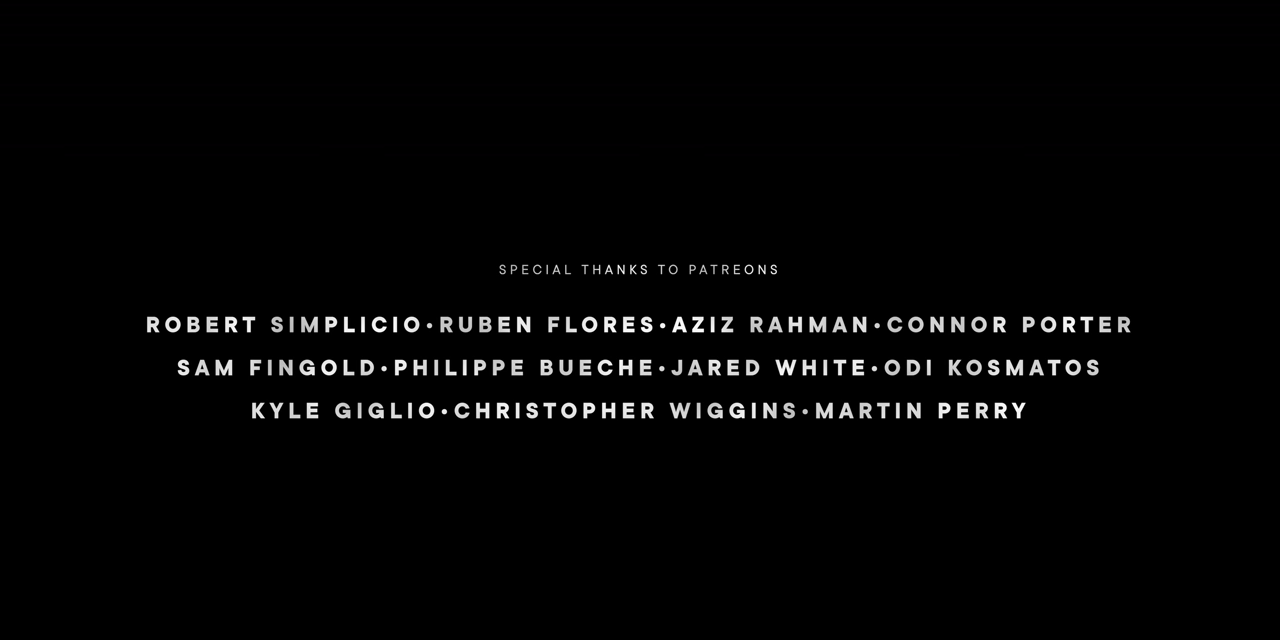 SPECIAL THANKS TO PATREONS
ROBERT SIMPLICIO•RUBEN FLORES•AZIZ RAHMAN•CONNOR PORTER
SAM FINGOLD•PHILIPPE BUECHE•JARED WHITE•ODI KOSMATOS
KYLE GIGLIO•CHRISTOPHER WIGGINS•MARTIN PERRY